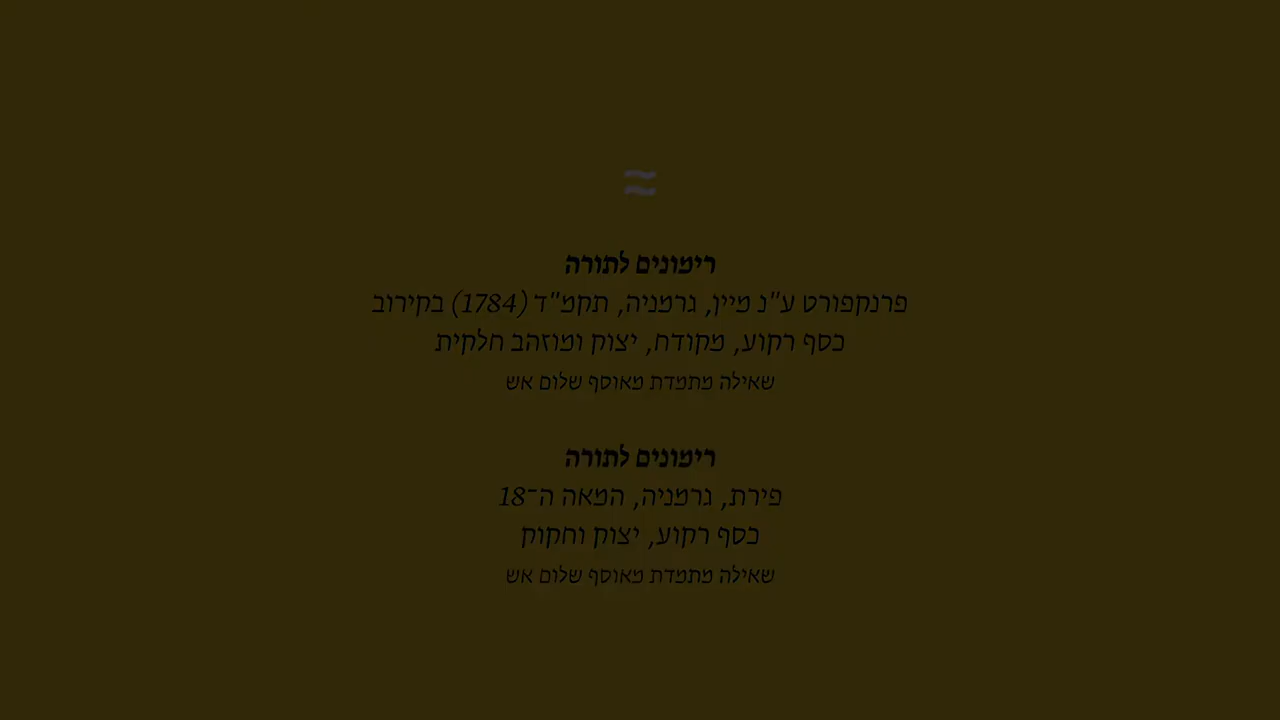 ≈
רימונים לתורה
פרנקפורט ע"נ מיין, גרמניה, תקמ"ד (1784) בקירוב
כסף רקוע, מקודח, יצוק ומוזהב חלקית
שאילה מתמדת מאוסף שלום אש
רימונים לתורה
פירת, גרמניה, המאה ה־18
כסף רקוע, יצוק וחקוק
שאילה מתמדת מאוסף שלום אש